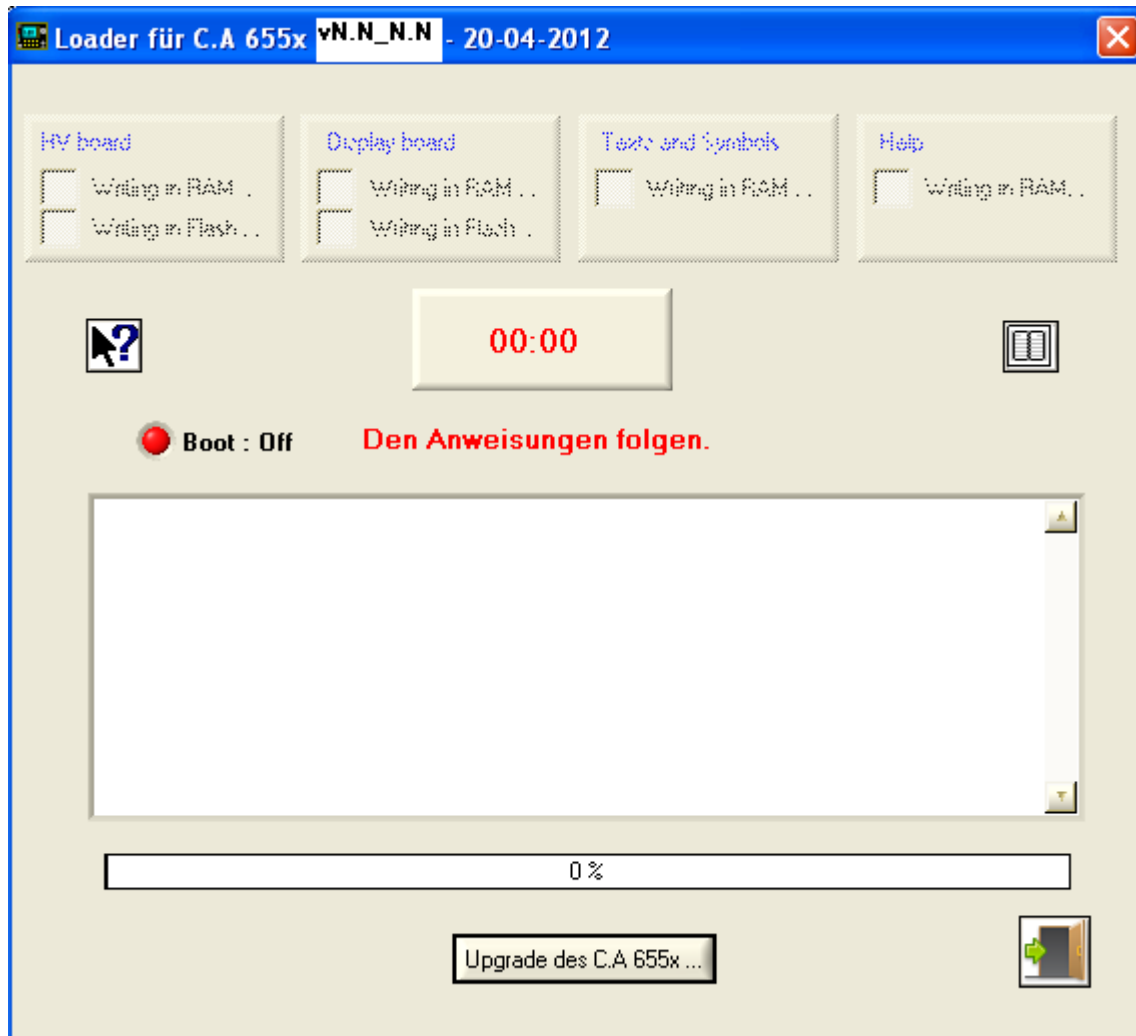 Loader für C.A 655x vN.N_N.N - 20-04-2012
HV board
Writing in RAM . .
Writing in Flash . .
Display board
Writing in RAM . .
Writing in Flash . .
Texts and Symbols
Writing in RAM . .
Help
Writing in RAM. .
00:00
Boot : Off
Den Anweisungen folgen.
0 %
Upgrade des C.A 655x ...